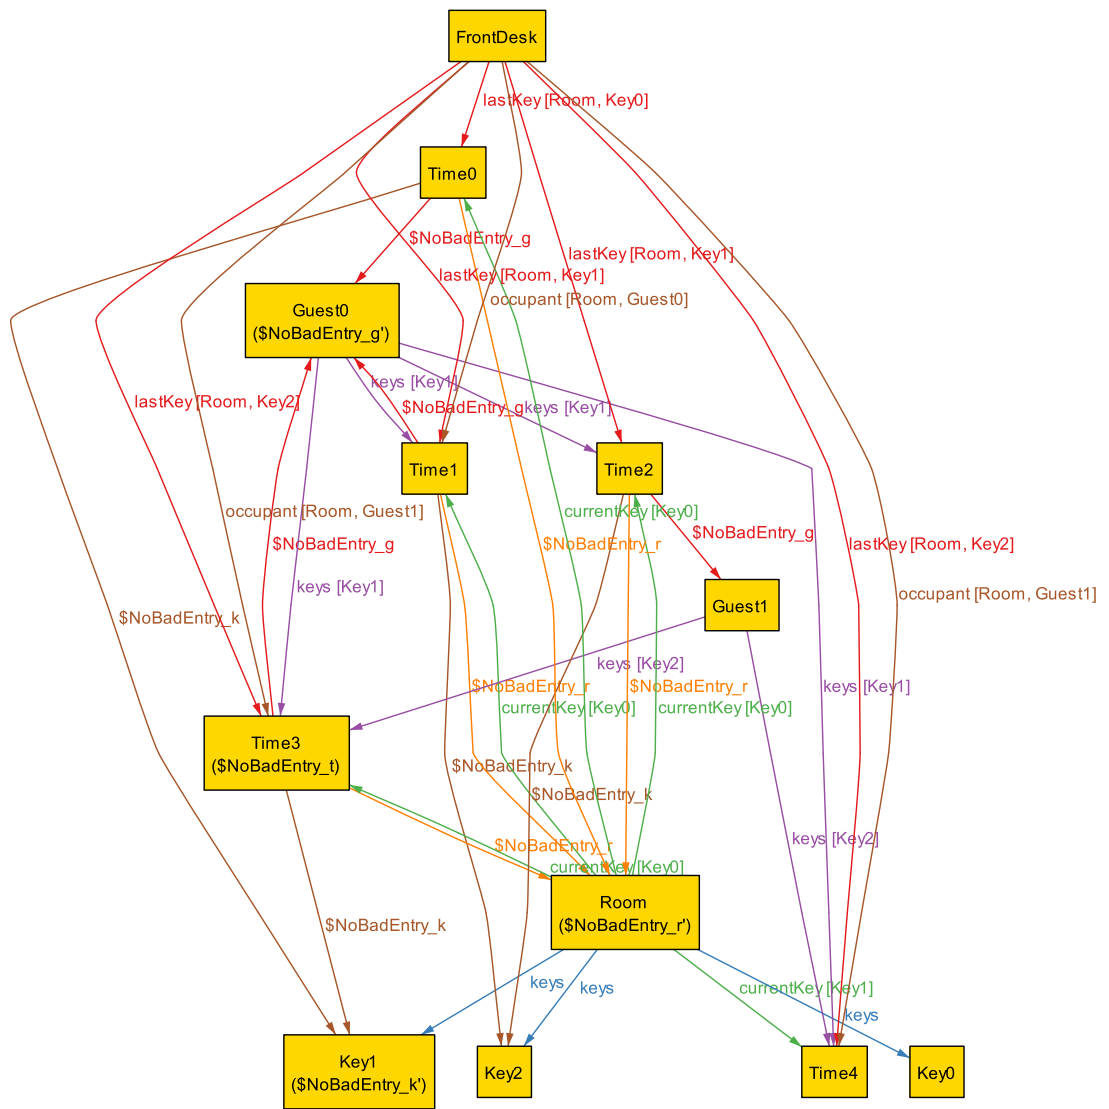 FrontDesk
lastKey [Room, Key0]
Time0
$NoBadEntry_g
lastKey [Room, Key1]
lastKey [Room, Key1]
occupant [Room, Guest0]
Guest0
($NoBadEntry_g')
keys [Key1]
lastKey [Room, Key2]
$NoBadEntry_g
keys [Key1]
Time1
Time2
occupant [Room, Guest1]
currentKey [Key0]
$NoBadEntry_g
$NoBadEntry_g
$NoBadEntry_r
lastKey [Room, Key2]
keys [Key1]
Guest1
occupant [Room, Guest1]
$NoBadEntry_k
keys [Key2]
$NoBadEntry_r
$NoBadEntry_r
keys [Key1]
currentKey [Key0]
currentKey [Key0]
Time3
($NoBadEntry_t)
$NoBadEntry_k
$NoBadEntry_k
keys [Key2]
$NoBadEntry_r
currentKey [Key0]
Room
($NoBadEntry_r')
$NoBadEntry_k
keys
keys
currentKey [Key1]
keys
Key1
($NoBadEntry_k')
Key2
Time4
Key0